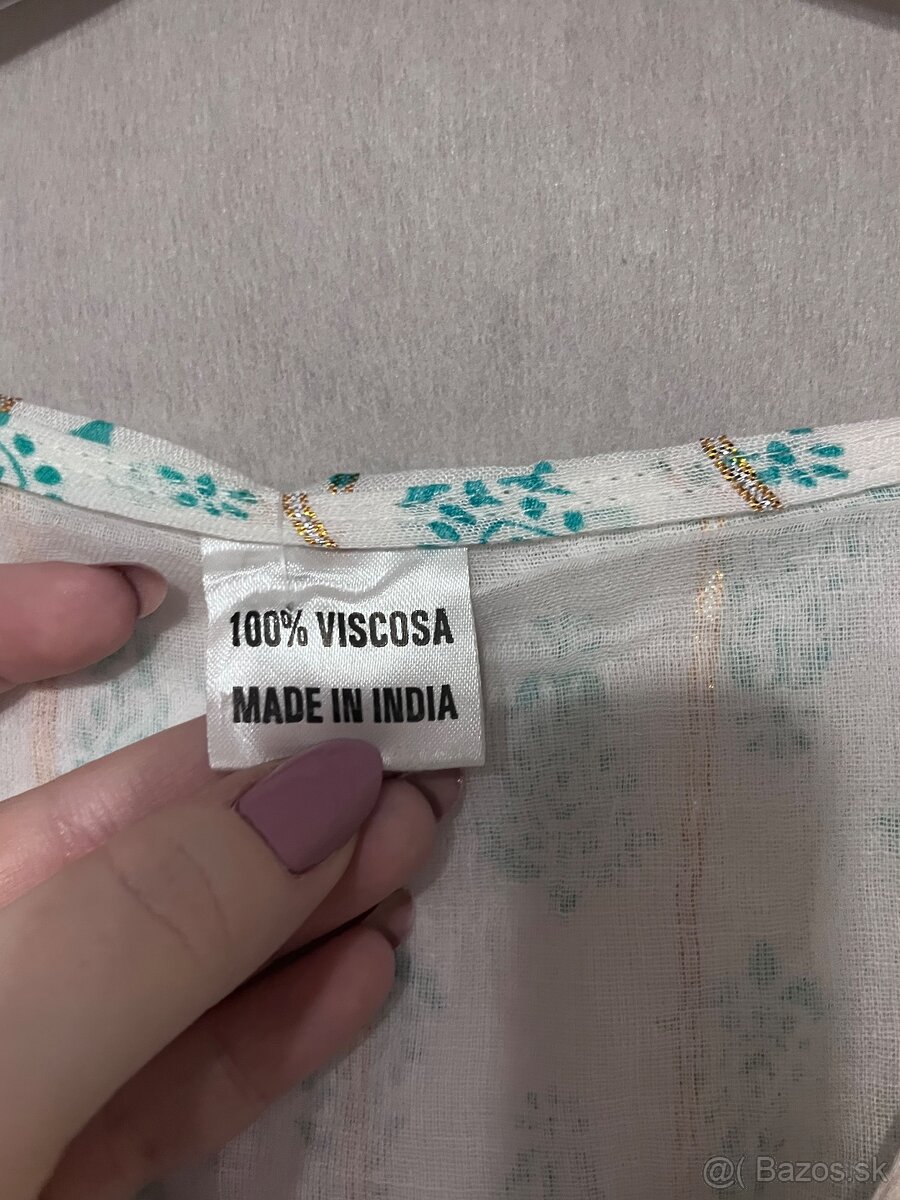 100% VISCOSA
MADE IN INDIA
@( Bazos.sk